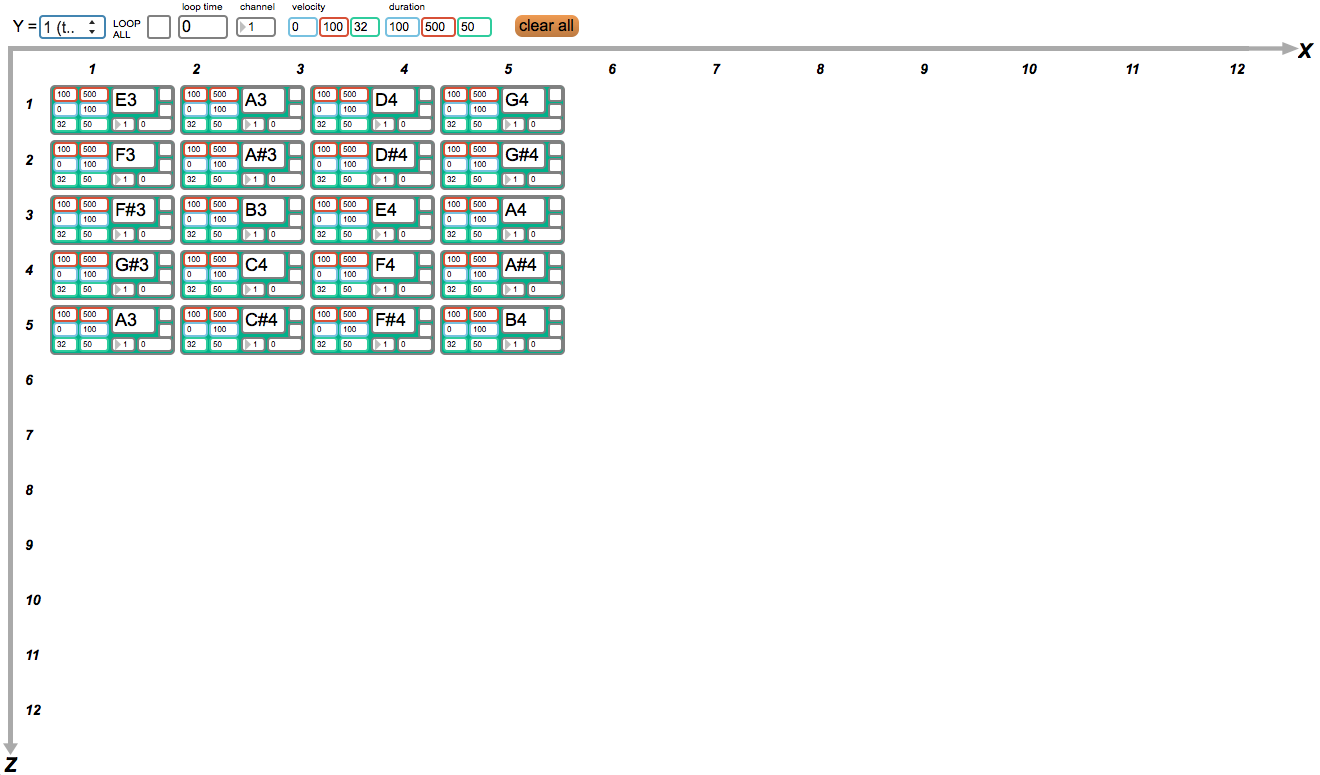 loop time channel velocity duration
Y = 1 (t.. LOOP ALL 0 1 0 100 32 100 500 50 clear all
X
1 2 3 4 5 6 7 8 9 10 11 12
1
100 500 E3 100 500 A3 100 500 D4 100 500 G4
0 100 0 100 0 100 0 100
32 50 1 0 32 50 1 0 32 50 1 0 32 50 1 0
2
100 500 F3 100 500 A#3 100 500 D#4 100 500 G#4
0 100 0 100 0 100 0 100
32 50 1 0 32 50 1 0 32 50 1 0 32 50 1 0
3
100 500 F#3 100 500 B3 100 500 E4 100 500 A4
0 100 0 100 0 100 0 100
32 50 1 0 32 50 1 0 32 50 1 0 32 50 1 0
4
100 500 G#3 100 500 C4 100 500 F4 100 500 A#4
0 100 0 100 0 100 0 100
32 50 1 0 32 50 1 0 32 50 1 0 32 50 1 0
5
100 500 A3 100 500 C#4 100 500 F#4 100 500 B4
0 100 0 100 0 100 0 100
32 50 1 0 32 50 1 0 32 50 1 0 32 50 1 0
6
7
8
9
10
11
12
Z